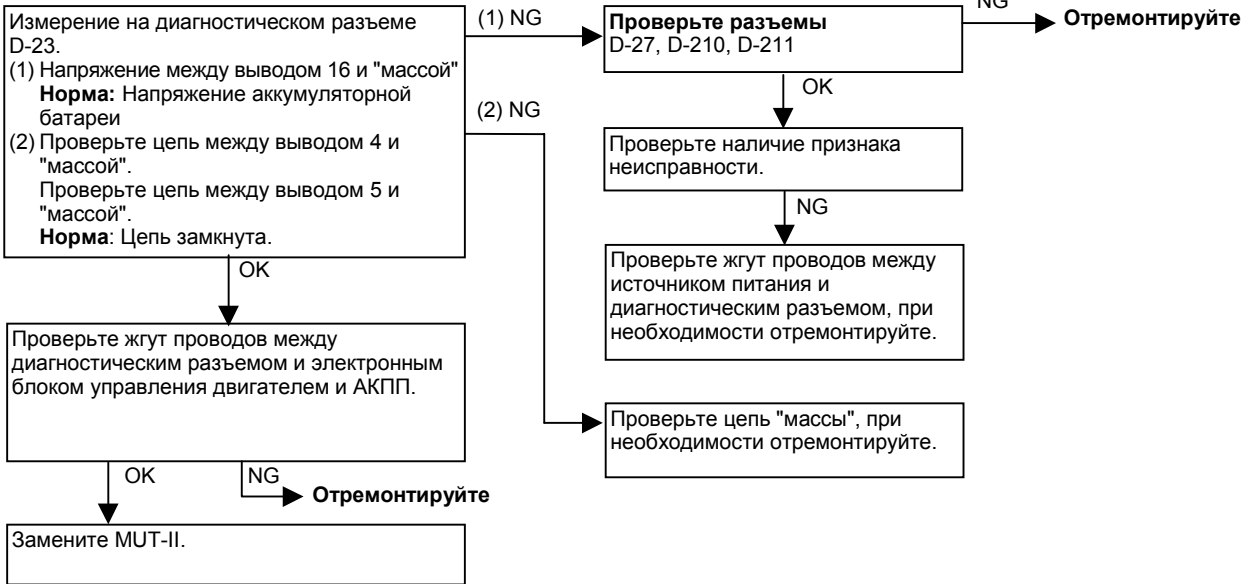 Измерение на диагностическом разъеме
D-23.
(1) Напряжение между выводом 16 и "массой"
Норма: Напряжение аккумуляторной
батареи
(2) Проверьте цепь между выводом 4 и
"массой".
Проверьте цепь между выводом 5 и
"массой".
Норма: Цепь замкнута.
(1) NG
Проверьте разъемы
D-27, D-210, D-211
NG
Отремонтируйте
OK
(2) NG
Проверьте наличие признака
неисправности.
NG
Проверьте жгут проводов между
источником питания и
диагностическим разъемом, при
необходимости отремонтируйте.
OK
Проверьте жгут проводов между
диагностическим разъемом и электронным
блоком управления двигателем и АКПП.
Проверьте цепь "массы", при
необходимости отремонтируйте.
OK
NG
Отремонтируйте
Замените MUT-II.